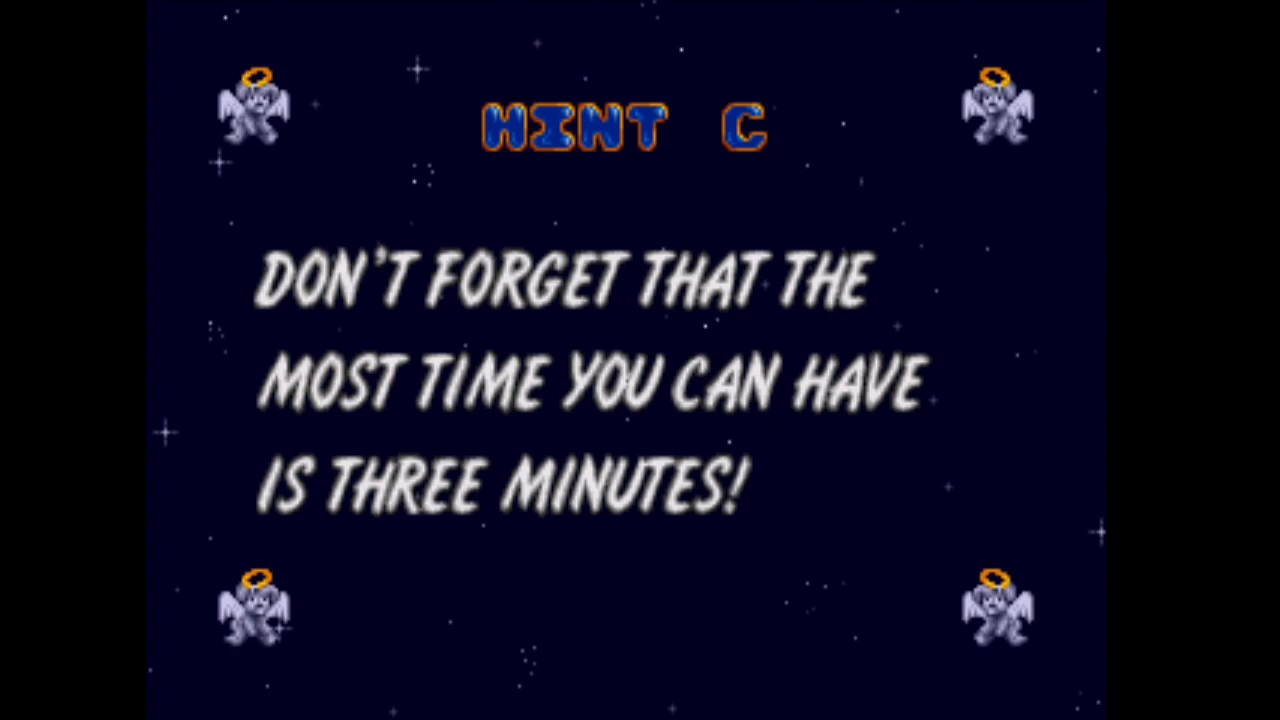 HINT C
DON'T FORGET THAT THE
MOST TIME YOU CAN HAVE
IS THREE MINUTES!